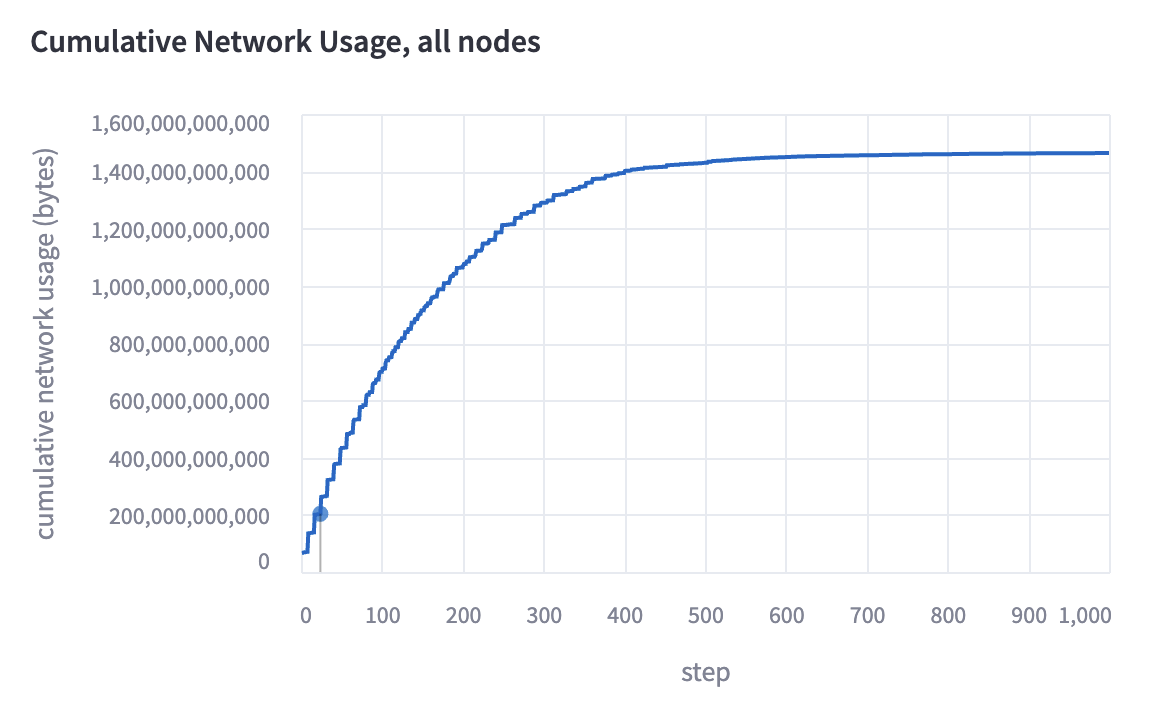 Cumulative Network Usage, all nodes
cumulative network usage (bytes)
1,600,000,000,000
1,400,000,000,000
1,200,000,000,000
1,000,000,000,000
800,000,000,000
600,000,000,000
400,000,000,000
200,000,000,000
0
0 100 200 300 400 500 600 700 800 900 1,000
step